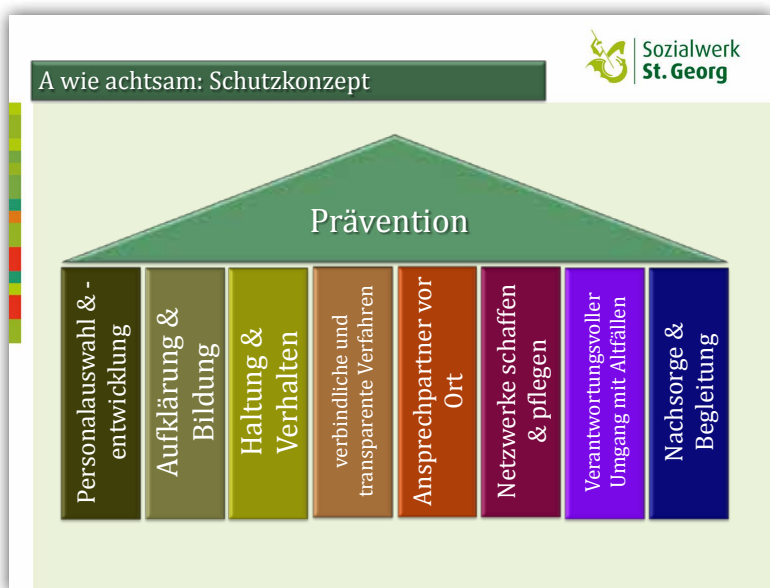 A wie achtsam: Schutzkonzept
Sozialwerk
St. Georg
Prävention
Personalauswahl & -
entwicklung
Aufklärung &
Bildung
Haltung &
Verhalten
verbindliche und
transparente Verfahren
Ansprechpartner vor
Ort
Netzwerke schaffen
& pflegen
Verantwortungsvoller
Umgang mit Altfällen
Nachsorge &
Begleitung